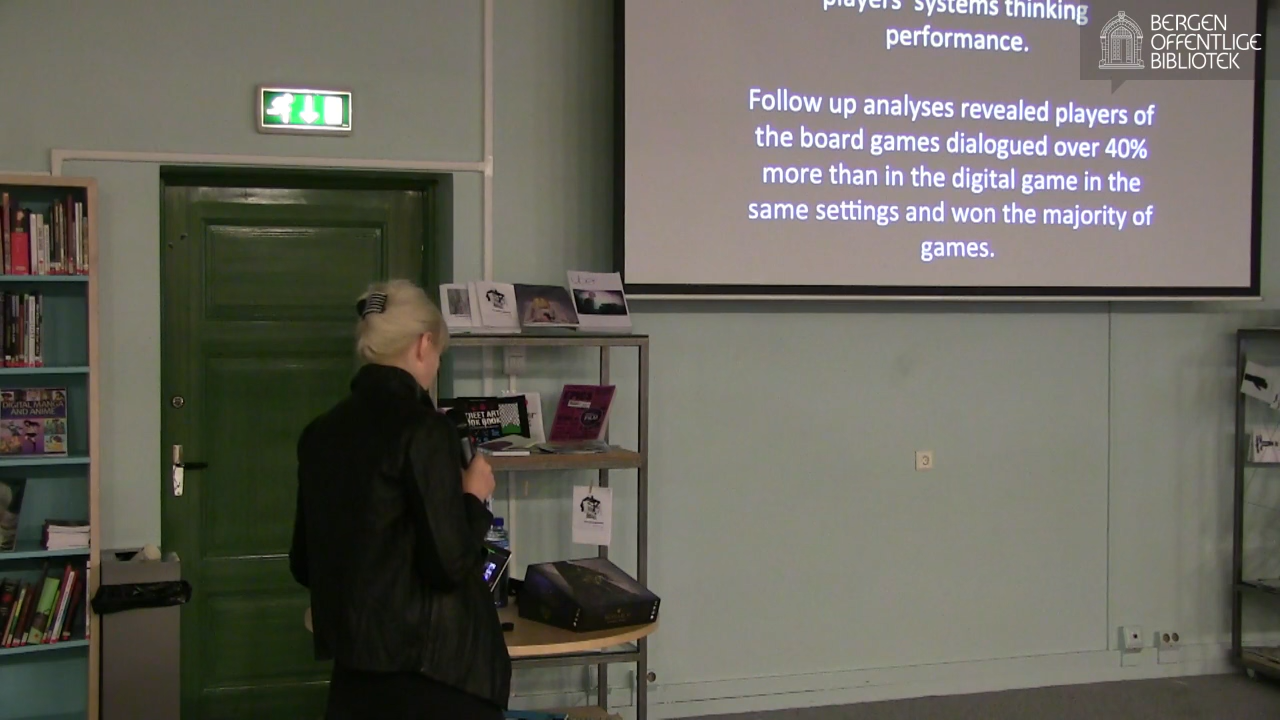 players' systems thinking
performance.
Follow up analyses revealed players of
the board games dialogued over 40%
more than in the digital game in the
same settings and won the majority of
games.
BERGEN
OFFENTLIGE
BIBLIOTEK
DIGITAL MANGA
AND ANIME